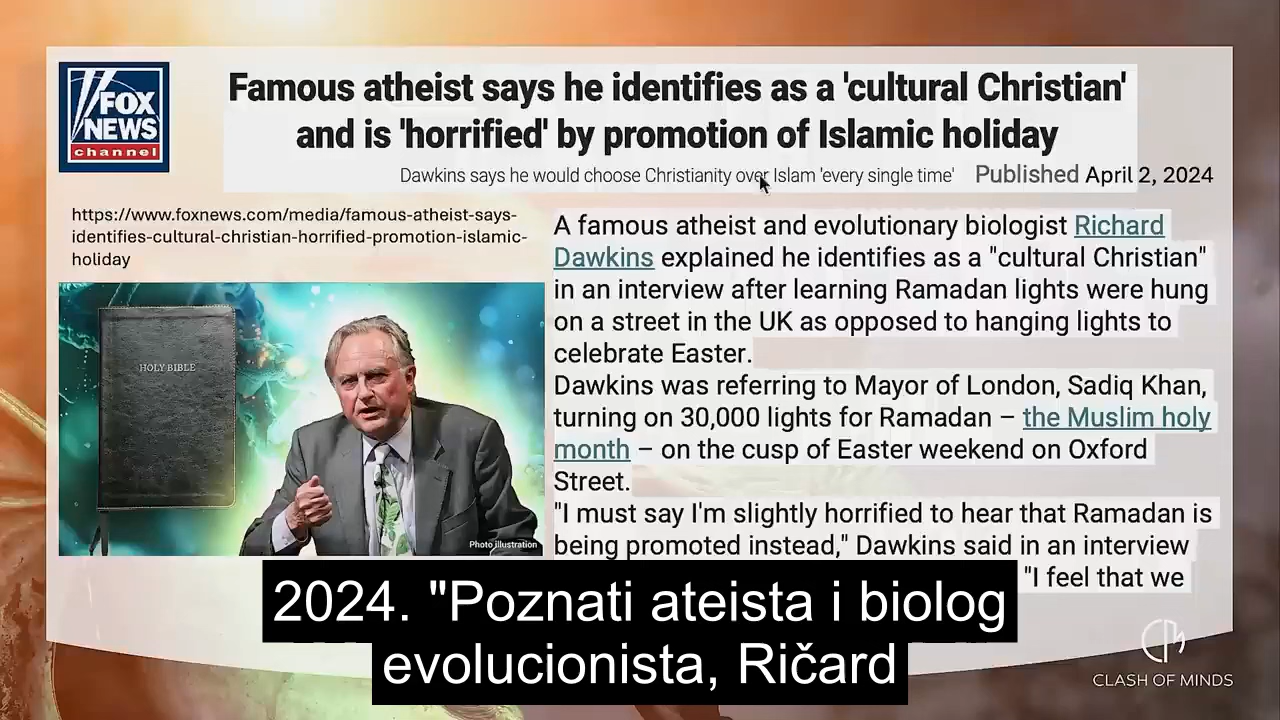 FOX
NEWS
channel
Famous atheist says he identifies as a 'cultural Christian'
and is 'horrified' by promotion of Islamic holiday
Dawkins says he would choose Christianity over Islam 'every single time' Published April 2, 2024
https://www.foxnews.com/media/famous-atheist-says-
identifies-cultural-christian-horrified-promotion-islamic-
holiday
HOLY BIBLE
Photo illustration
A famous atheist and evolutionary biologist Richard
Dawkins explained he identifies as a "cultural Christian"
in an interview after learning Ramadan lights were hung
on a street in the UK as opposed to hanging lights to
celebrate Easter.
Dawkins was referring to Mayor of London, Sadiq Khan,
turning on 30,000 lights for Ramadan – the Muslim holy
month – on the cusp of Easter weekend on Oxford
Street.
"I must say I'm slightly horrified to hear that Ramadan is
being promoted instead," Dawkins said in an interview
"I feel that we
2024. "Poznati ateista i biolog
evolucionista, Ričard
CLASH OF MINDS